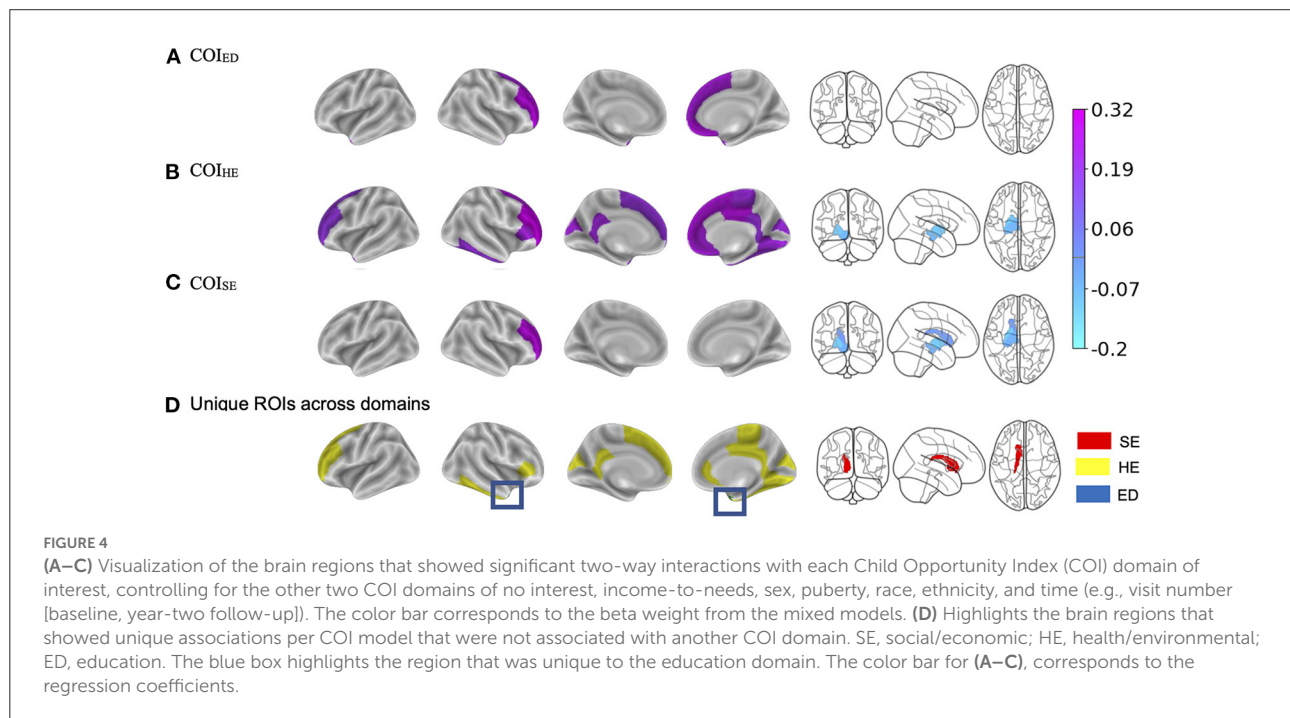 A COIED
0.32
0.19
0.06
-0.07
-0.2
B COIHE
C COISE
D Unique ROIs across domains
SE
HE
ED
FIGURE 4
(A–C) Visualization of the brain regions that showed significant two-way interactions with each Child Opportunity Index (COI) domain of
interest, controlling for the other two COI domains of no interest, income-to-needs, sex, puberty, race, ethnicity, and time (e.g., visit number
[baseline, year-two follow-up]). The color bar corresponds to the beta weight from the mixed models. (D) Highlights the brain regions that
showed unique associations per COI model that were not associated with another COI domain. SE, social/economic; HE, health/environmental;
ED, education. The blue box highlights the region that was unique to the education domain. The color bar for (A–C), corresponds to the
regression coefficients.